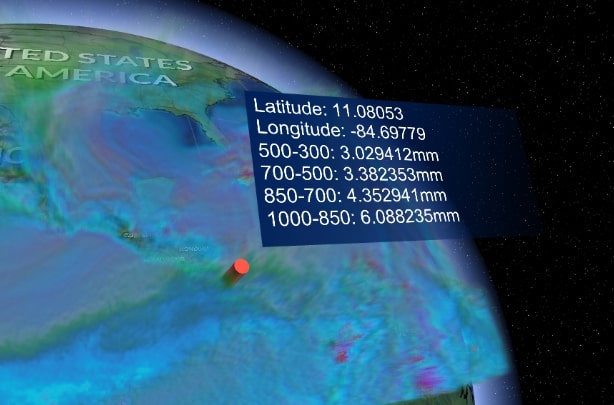 TED STATES
AMERICA
Latitude: 11.08053
Longitude: -84.69779
500-300: 3.029412mm
700-500: 3.382353mm
850-700: 4.352941mm
1000-850: 6.088235mm